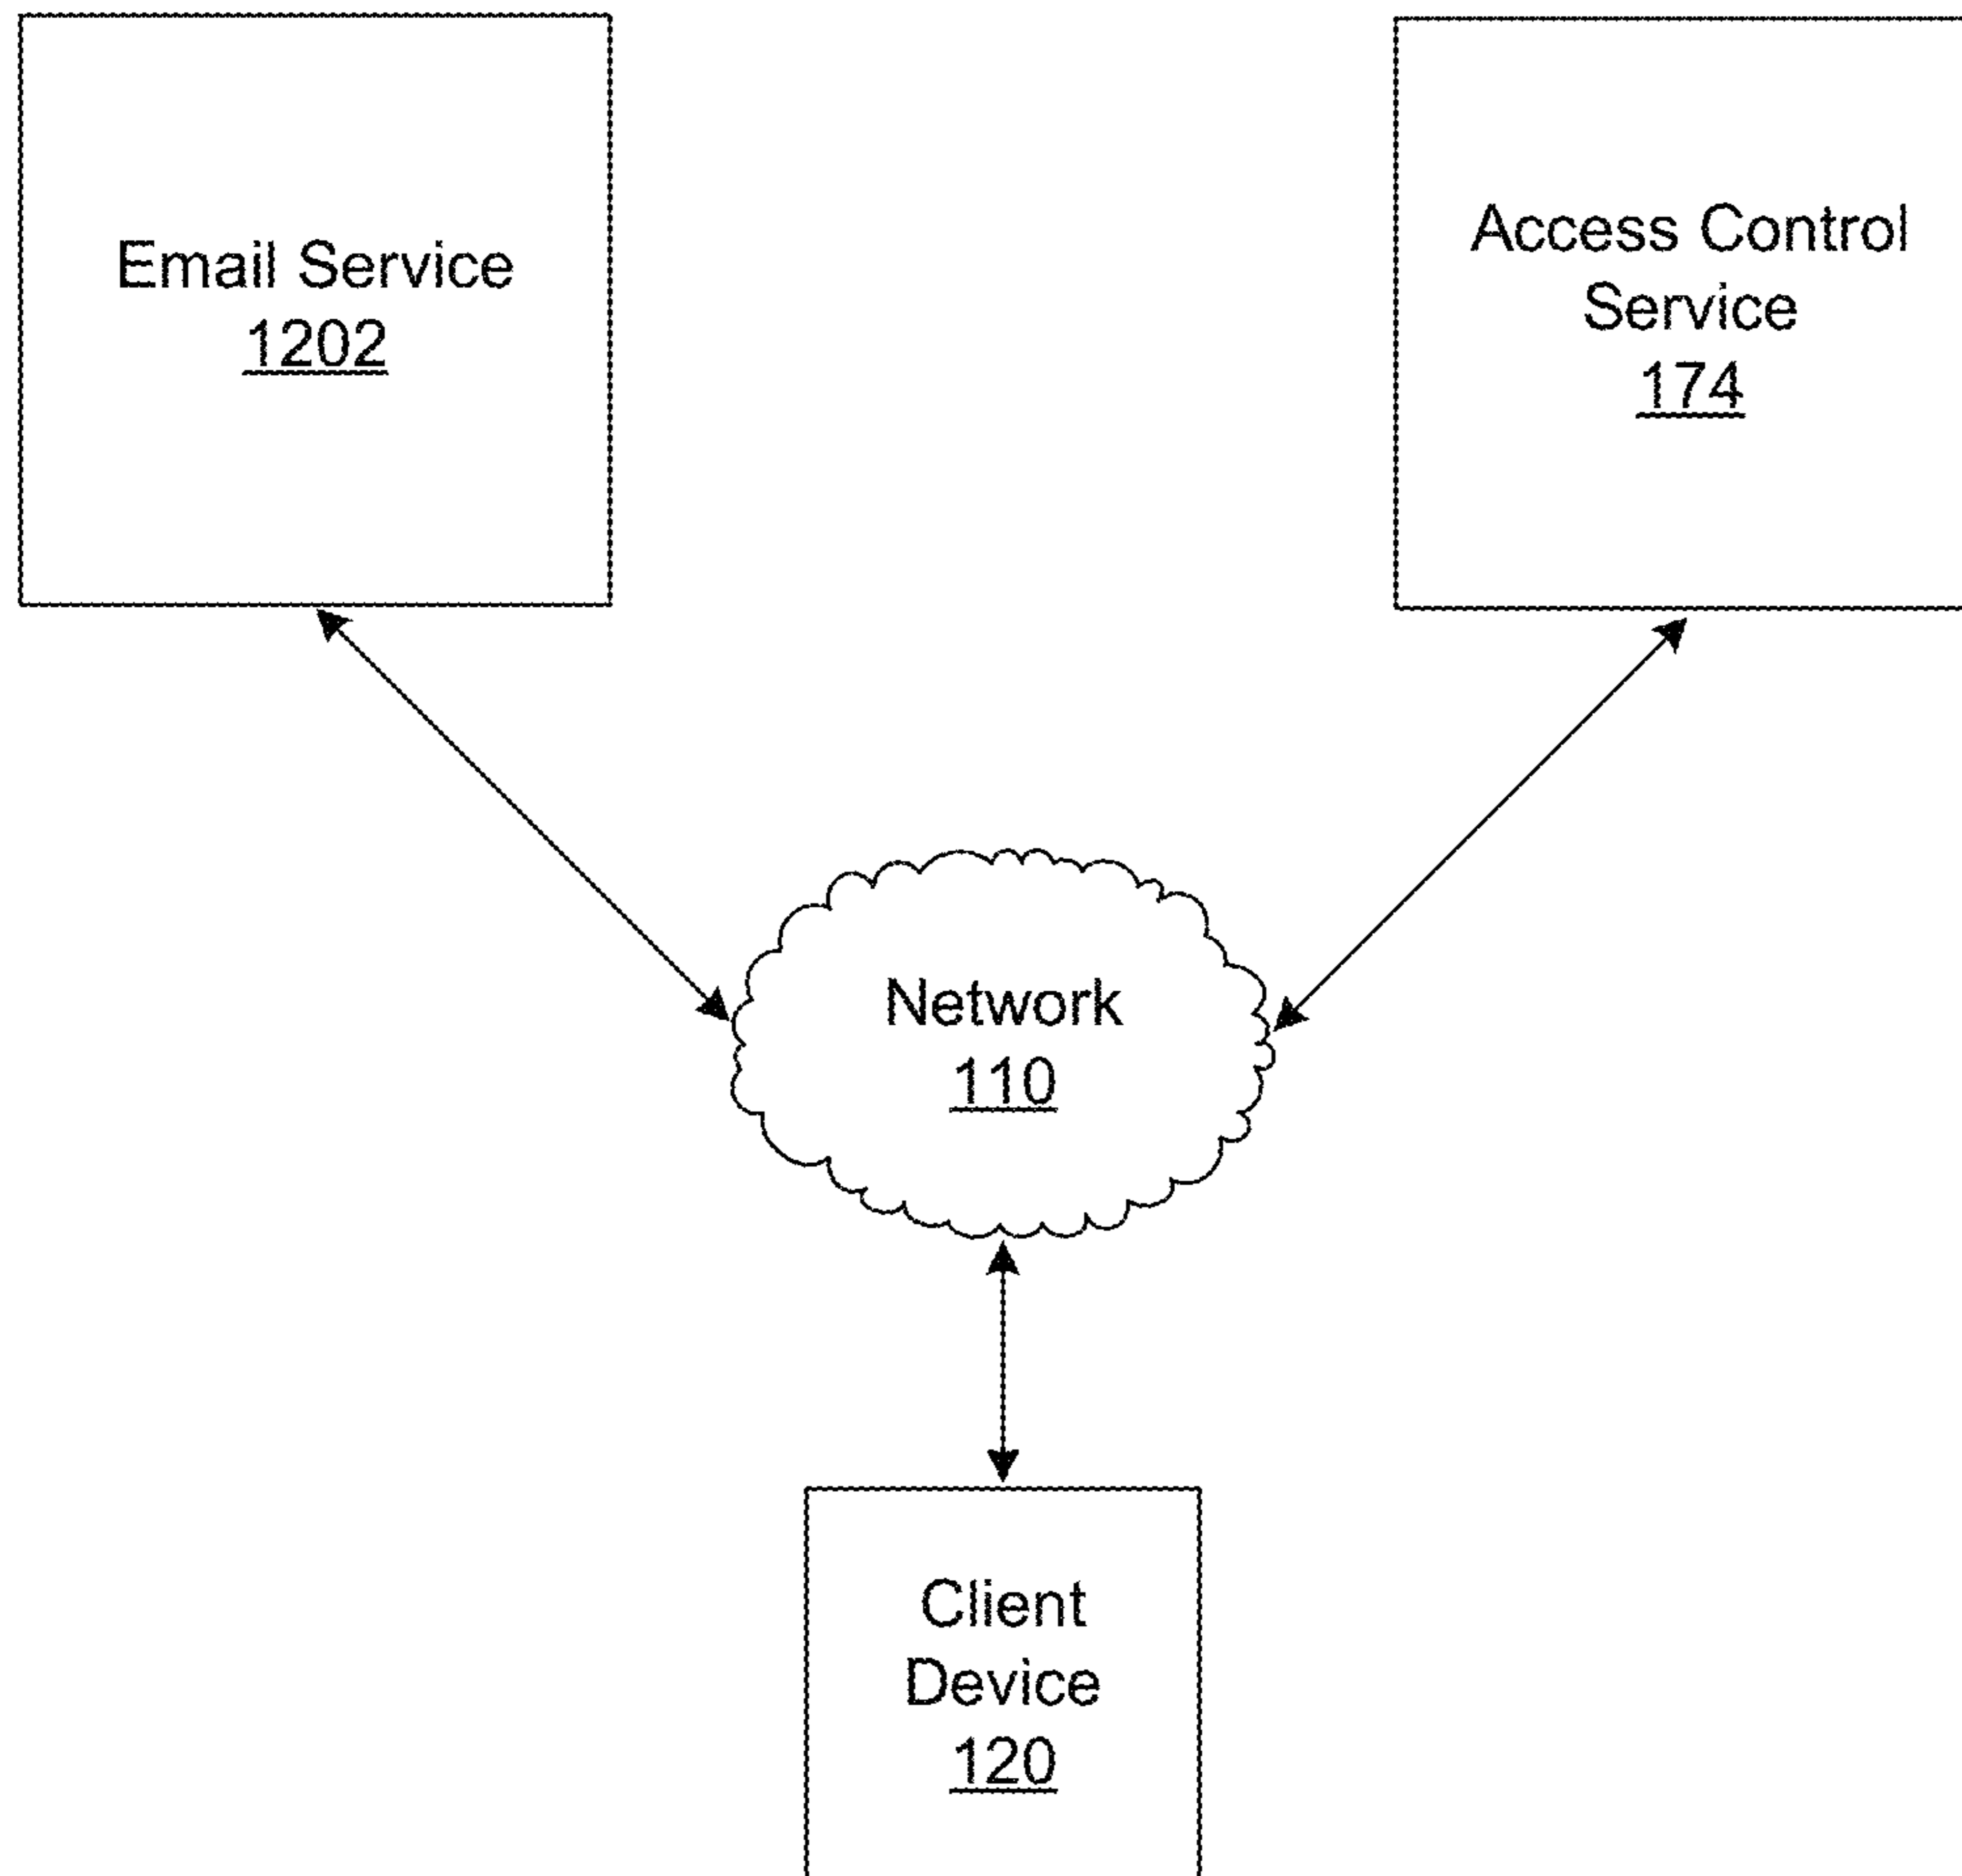 Email Service
1202
Access Control
Service
174
Network
110
Client
Device
120